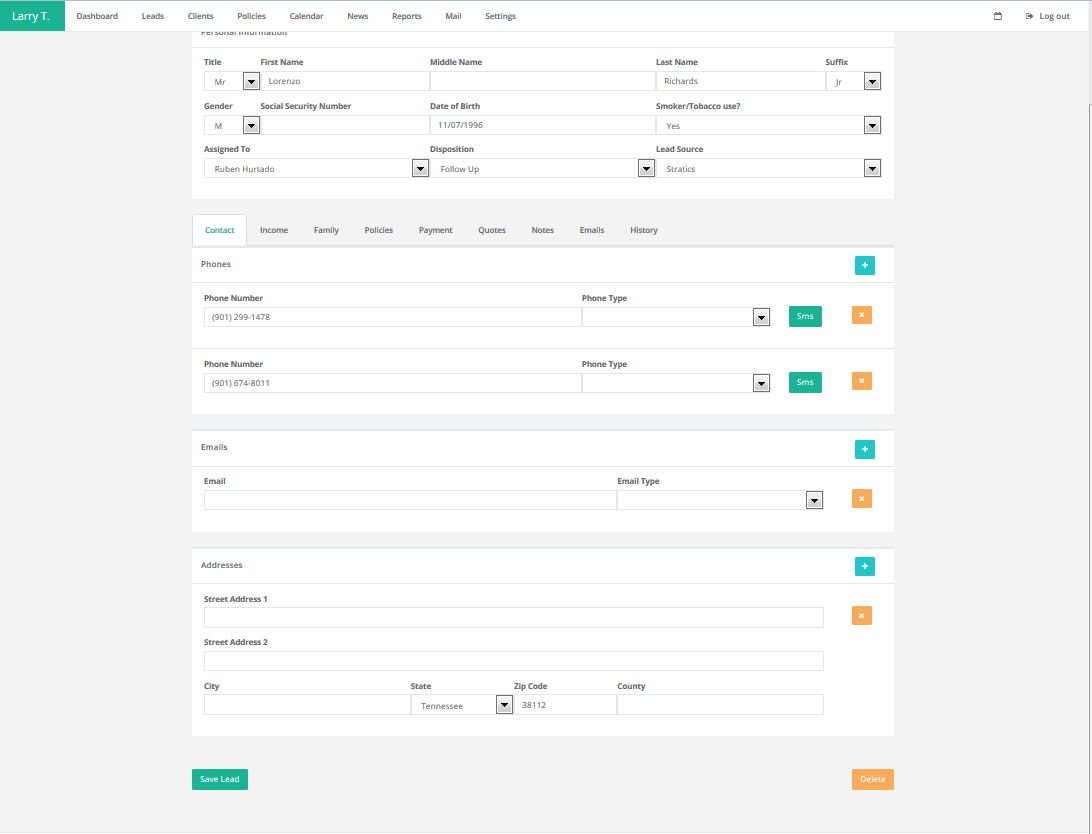 Larry T. Dashboard Leads Clients Policies Calendar News Reports Mail Settings Log out
Personal Information
Title First Name Middle Name Last Name Suffix
Mr Lorenzo Richards Jr
Gender Social Security Number Date of Birth Smoker/Tobacco use?
M 11/07/1996 Yes
Assigned To Disposition Lead Source
Ruben Hurtado Follow Up Stratics
Contact Income Family Policies Payment Quotes Notes Emails History
Phones
Phone Number Phone Type
(901) 299-1478 Sms
Phone Number Phone Type
(901) 674-8011 Sms
Emails
Email Email Type
Addresses
Street Address 1
Street Address 2
City State Zip Code County
Tennessee 38112
Save Lead Delete